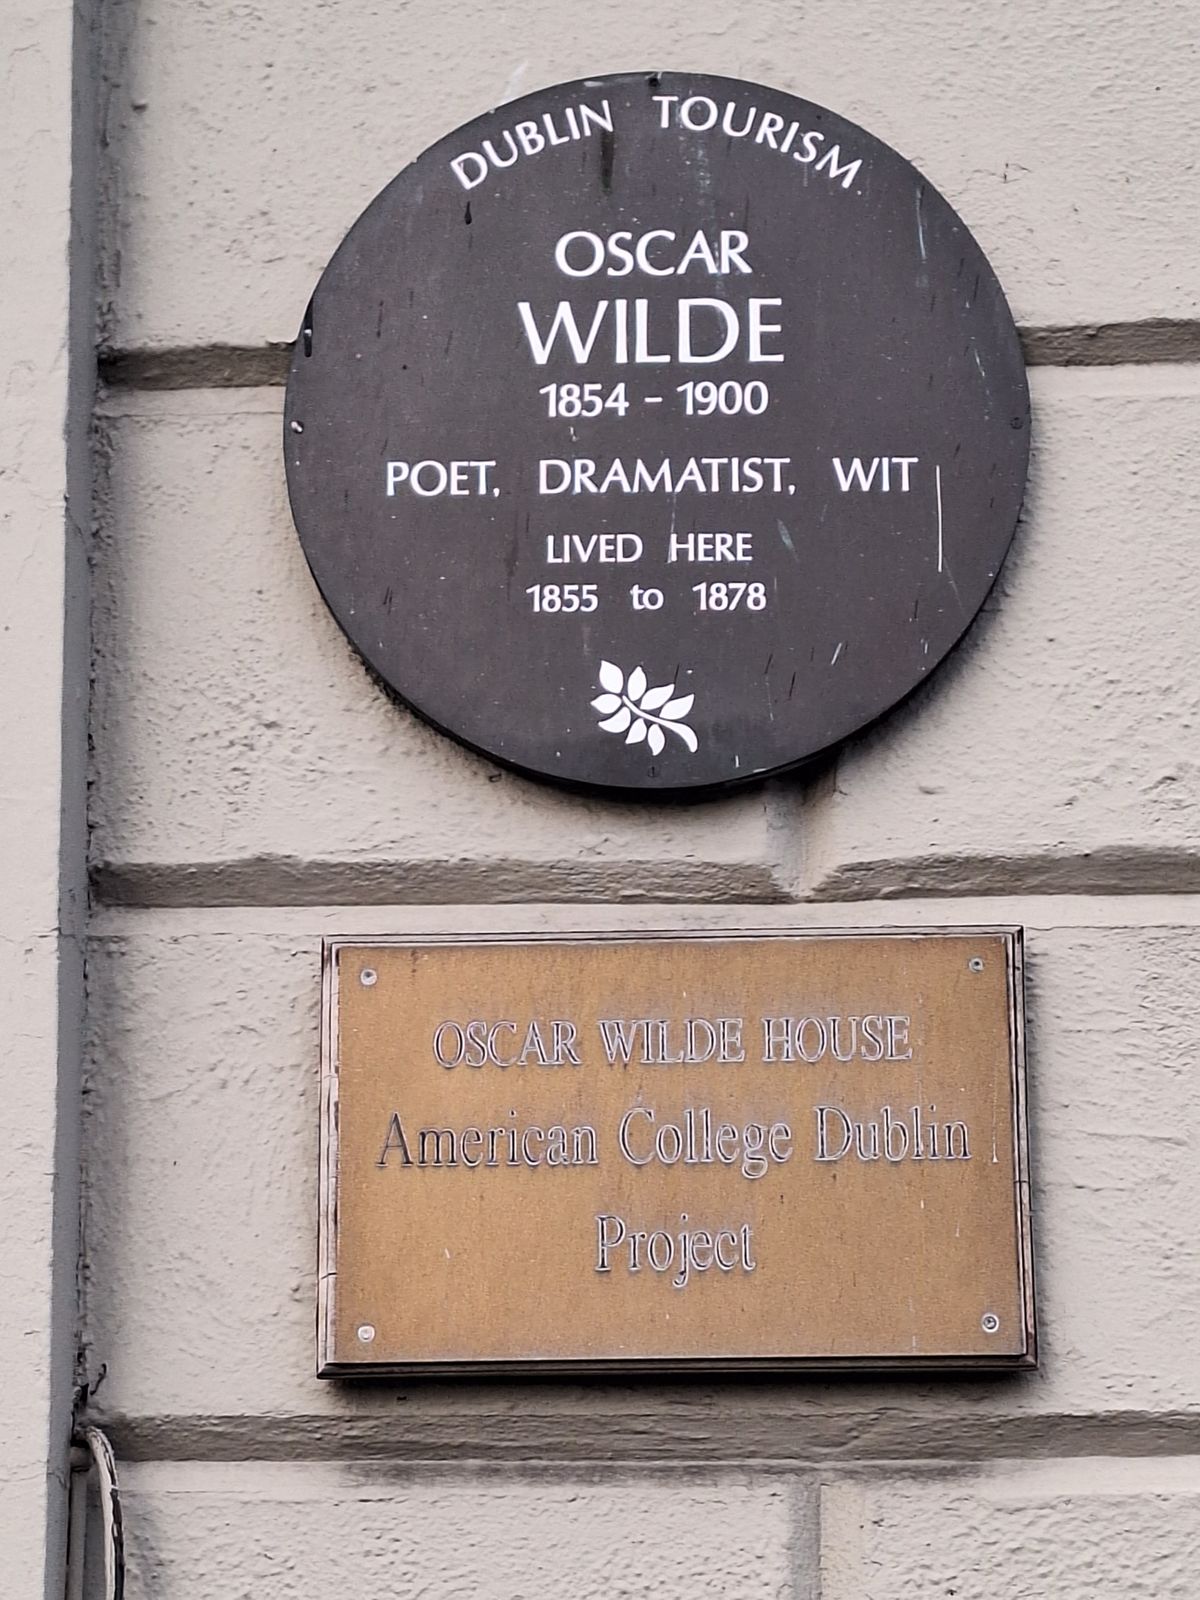 DUBLIN TOURISM
OSCAR
WILDE
1854 - 1900
POET, DRAMATIST, WIT
LIVED HERE
1855 to 1878
OSCAR WILDE HOUSE
American College Dublin
Project